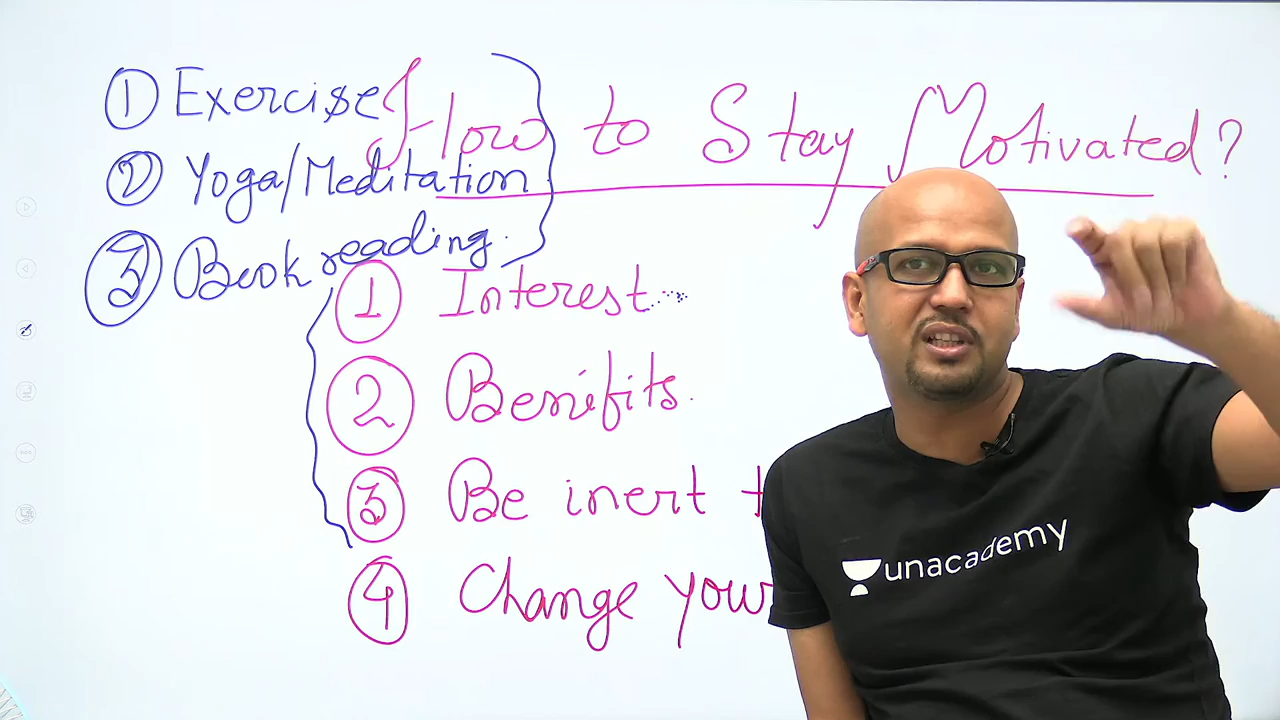 How to Stay Motivated?
① Exercise
② Yoga/Meditation
③ Book reading.
① Interest...
② Benifits.
③ Be inert
④ Change your
unacademy